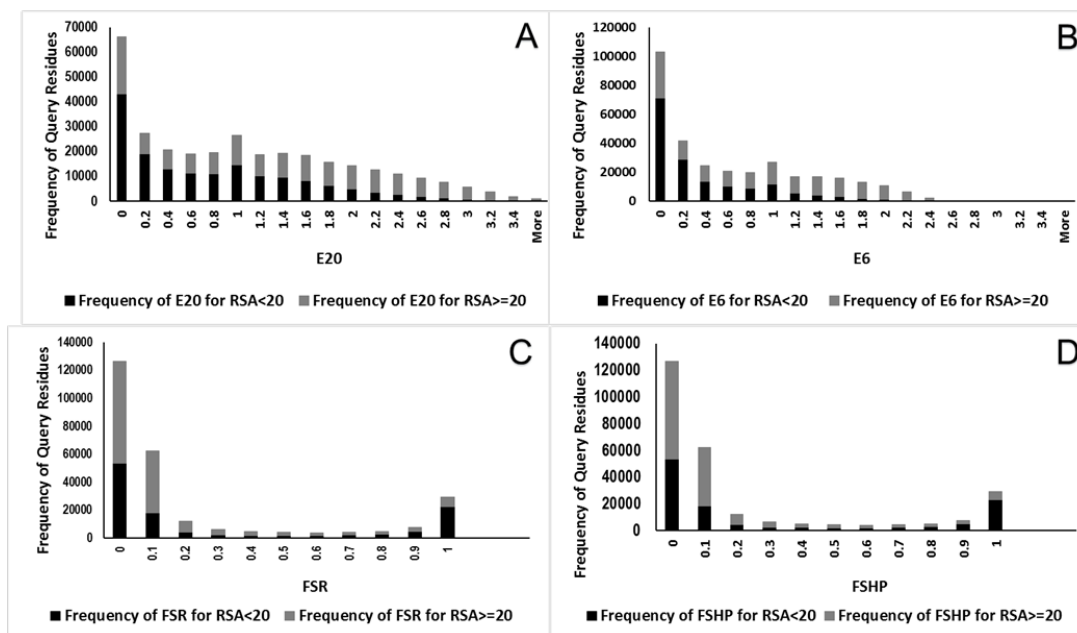 A
Frequency of Query Residues
70000
60000
50000
40000
30000
20000
10000
0
0 0.2 0.4 0.6 0.8 1 1.2 1.4 1.6 1.8 2 2.2 2.4 2.6 2.8 3 3.2 3.4 More
E20
Frequency of E20 for RSA<20 Frequency of E20 for RSA>=20
B
Frequency of Query Residues
120000
100000
80000
60000
40000
20000
0
0 0.2 0.4 0.6 0.8 1 1.2 1.4 1.6 1.8 2 2.2 2.4 2.6 2.8 3 3.2 3.4 More
E6
Frequency of E6 for RSA<20 Frequency of E6 for RSA>=20
C
Frequency of Query Residues
140000
120000
100000
80000
60000
40000
20000
0
0 0.1 0.2 0.3 0.4 0.5 0.6 0.7 0.8 0.9 1
FSR
Frequency of FSR for RSA<20 Frequency of FSR for RSA>=20
D
Frequency of Query Residues
140000
120000
100000
80000
60000
40000
20000
0
0 0.1 0.2 0.3 0.4 0.5 0.6 0.7 0.8 0.9 1
FSHP
Frequency of FSHP for RSA<20 Frequency of FSHP for RSA>=20